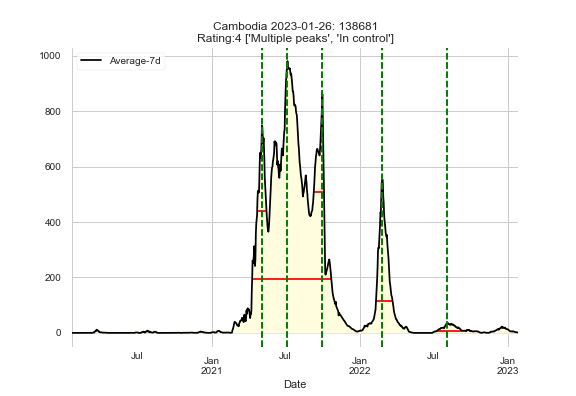 Cambodia 2023-01-26: 138681
Rating:4 ['Multiple peaks', 'In control']
Average-7d
1000
800
600
400
200
0
Jul
Jan
2021
Jul
Jan
2022
Jul
Jan
2023
Date